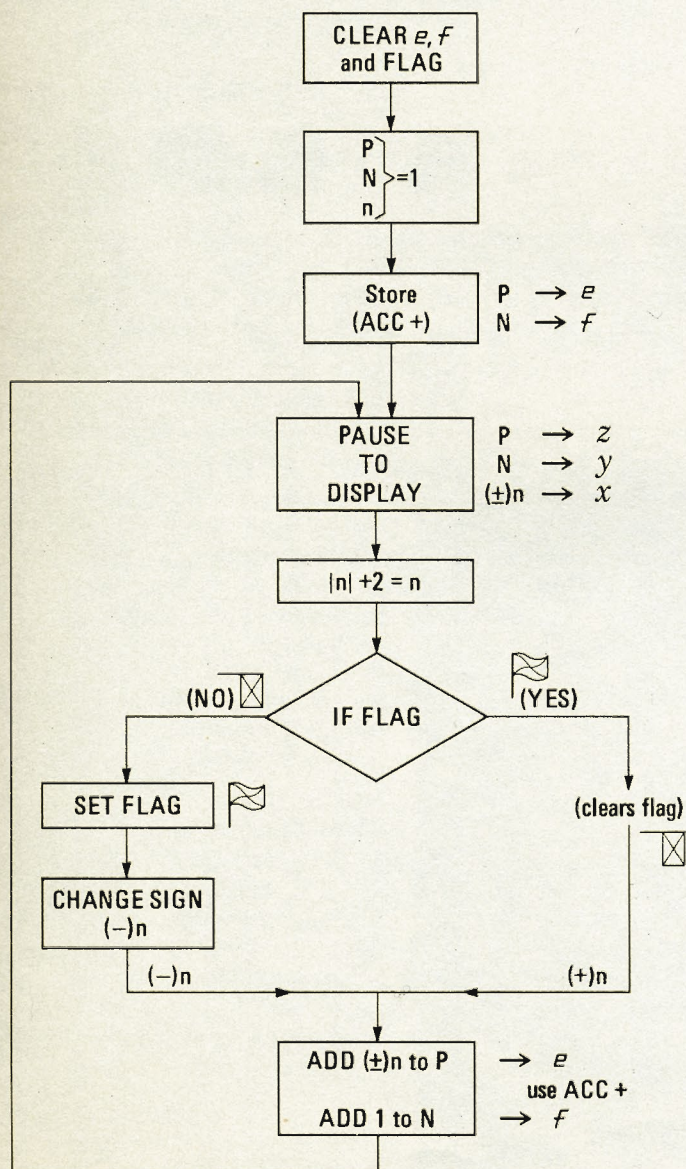 CLEAR e, f
and FLAG
P
N
n
=1
Store
(ACC +)
P → e
N → f
PAUSE
TO
DISPLAY
P → z
N → y
(±)n → x
|n| +2 = n
(NO)
IF FLAG
(YES)
SET FLAG
(clears flag)
CHANGE SIGN
(−)n
(−)n
(+)n
ADD (±)n to P → e
use ACC +
ADD 1 to N → f